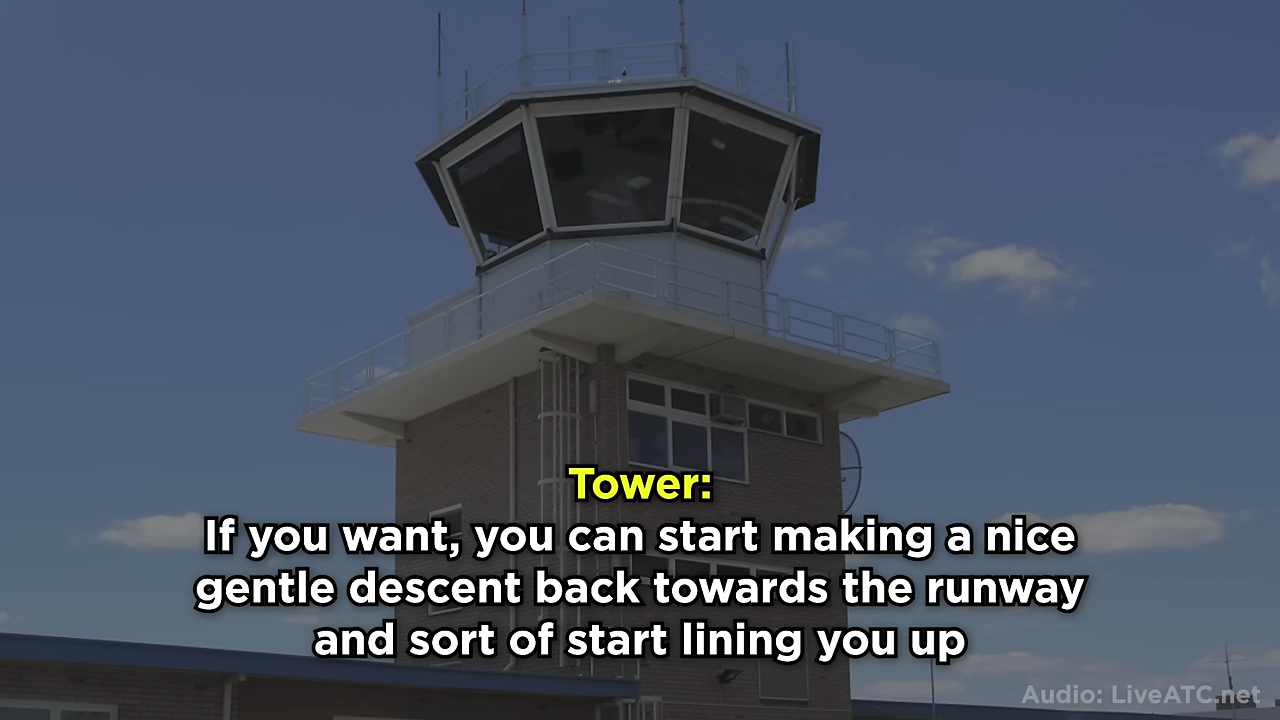 Tower:
If you want, you can start making a nice
gentle descent back towards the runway
and sort of start lining you up
Audio: LiveATC.net